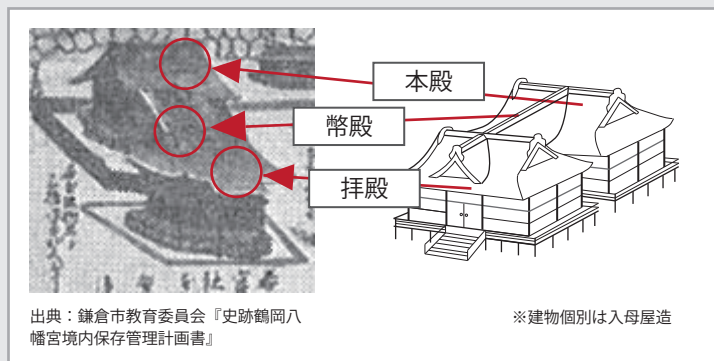 本殿
幣殿
拝殿
出典：鎌倉市教育委員会『史跡鶴岡八
幡宮境内保存管理計画書』
※建物個別は入母屋造